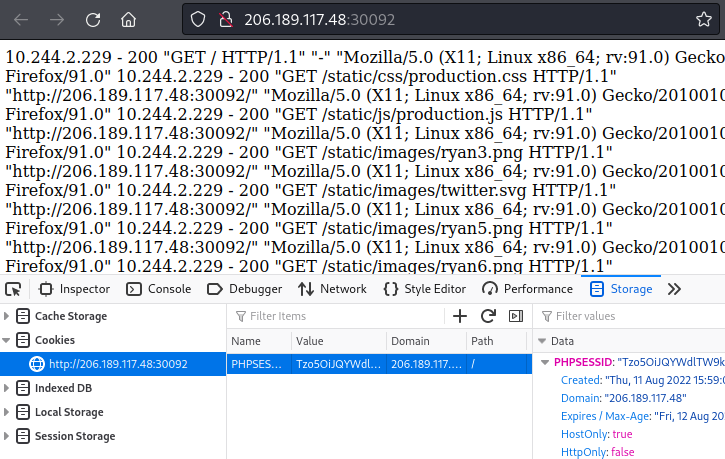 206.189.117.48:30092
10.244.2.229 - 200 "GET / HTTP/1.1" "-" "Mozilla/5.0 (X11; Linux x86_64; rv:91.0) Gecko
Firefox/91.0" 10.244.2.229 - 200 "GET /static/css/production.css HTTP/1.1"
"http://206.189.117.48:30092/" "Mozilla/5.0 (X11; Linux x86_64; rv:91.0) Gecko/2010010
Firefox/91.0" 10.244.2.229 - 200 "GET /static/js/production.js HTTP/1.1"
"http://206.189.117.48:30092/" "Mozilla/5.0 (X11; Linux x86_64; rv:91.0) Gecko/2010010
Firefox/91.0" 10.244.2.229 - 200 "GET /static/images/ryan3.png HTTP/1.1"
"http://206.189.117.48:30092/" "Mozilla/5.0 (X11; Linux x86_64; rv:91.0) Gecko/2010010
Firefox/91.0" 10.244.2.229 - 200 "GET /static/images/twitter.svg HTTP/1.1"
"http://206.189.117.48:30092/" "Mozilla/5.0 (X11; Linux x86_64; rv:91.0) Gecko/2010010
Firefox/91.0" 10.244.2.229 - 200 "GET /static/images/ryan5.png HTTP/1.1"
"http://206.189.117.48:30092/" "Mozilla/5.0 (X11; Linux x86_64; rv:91.0) Gecko/2010010
Firefox/91.0" 10.244.2.229 - 200 "GET /static/images/ryan6.png HTTP/1.1"
Inspector Console Debugger Network Style Editor Performance Storage
Cache Storage
Cookies
http://206.189.117.48:30092
Indexed DB
Local Storage
Session Storage
Filter Items
Name Value Domain Path
PHPSES... Tzo5OiJQYWdl... 206.189.117.... /
Filter values
Data
PHPSESSID: "Tzo5OiJQYWdlTW9k
Created: "Thu, 11 Aug 2022 15:59:0
Domain: "206.189.117.48"
Expires / Max-Age: "Fri, 12 Aug 20
HostOnly: true
HttpOnly: false